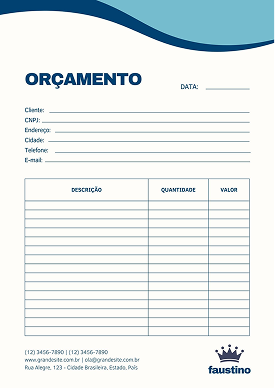 ORÇAMENTO
DATA:
Cliente:
CNPJ:
Endereço:
Cidade:
Telefone:
E-mail:
DESCRIÇÃO QUANTIDADE VALOR
(12) 3456-7890 | (12) 3456-7890
www.grandesite.com.br | ola@grandesite.com.br
Rua Alegre, 123 - Cidade Brasileira, Estado, País
faustino